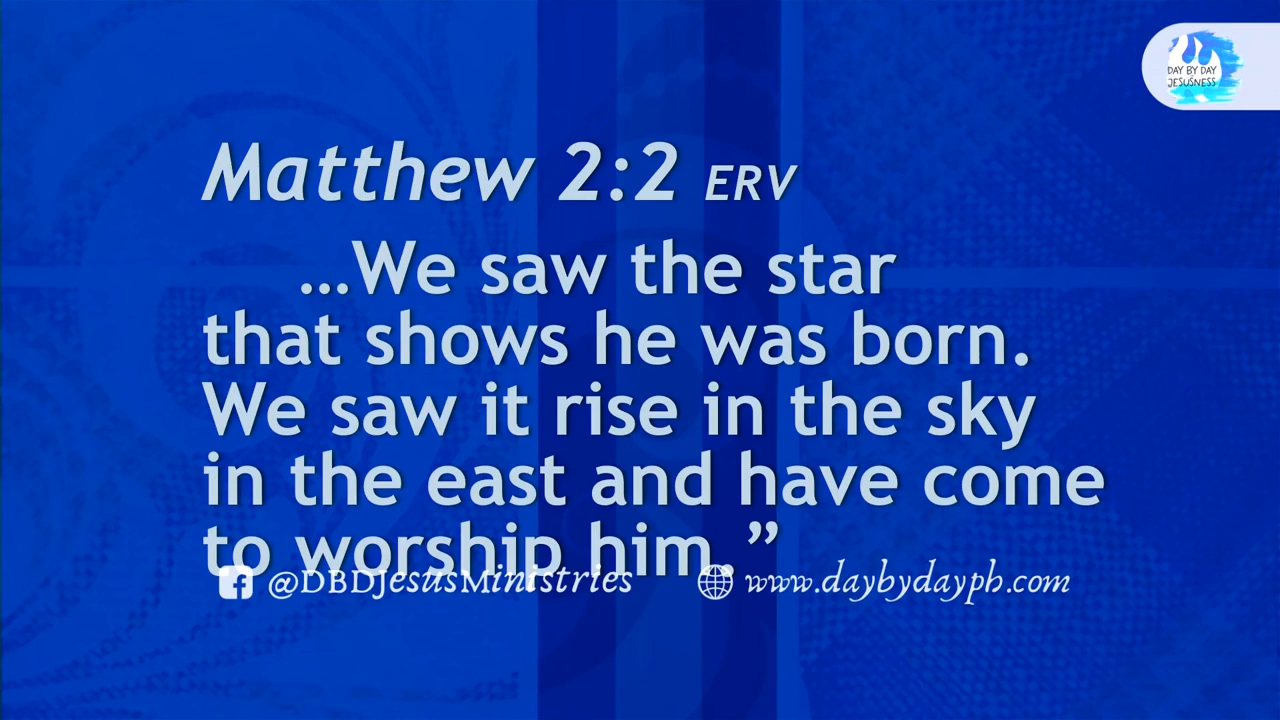 DAY BY DAY
JESUSNESS
Matthew 2:2 ERV
…We saw the star
that shows he was born.
We saw it rise in the sky
in the east and have come
to worship him.”
@DBDJesusMinistries www.daybydayph.com